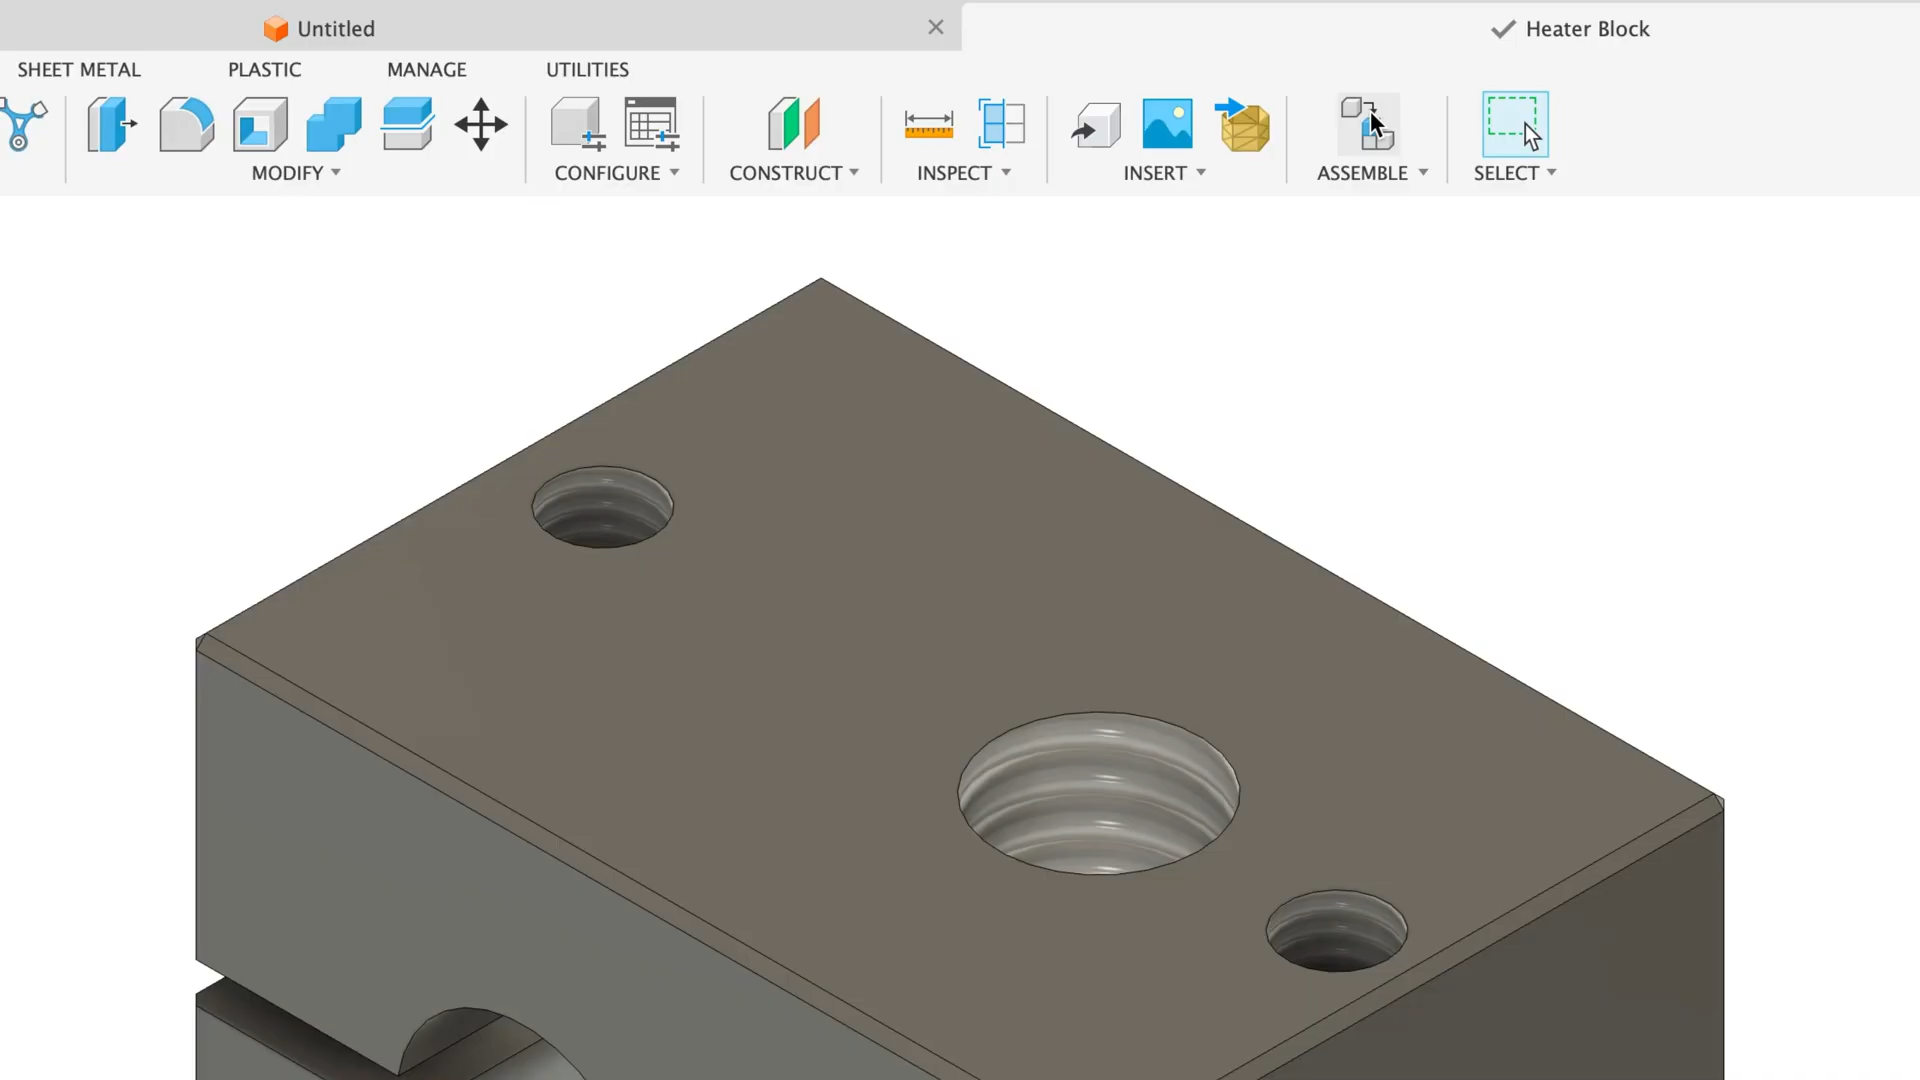 Untitled
Heater Block
SHEET METAL
PLASTIC
MANAGE
UTILITIES
MODIFY
CONFIGURE
CONSTRUCT
INSPECT
INSERT
ASSEMBLE
SELECT